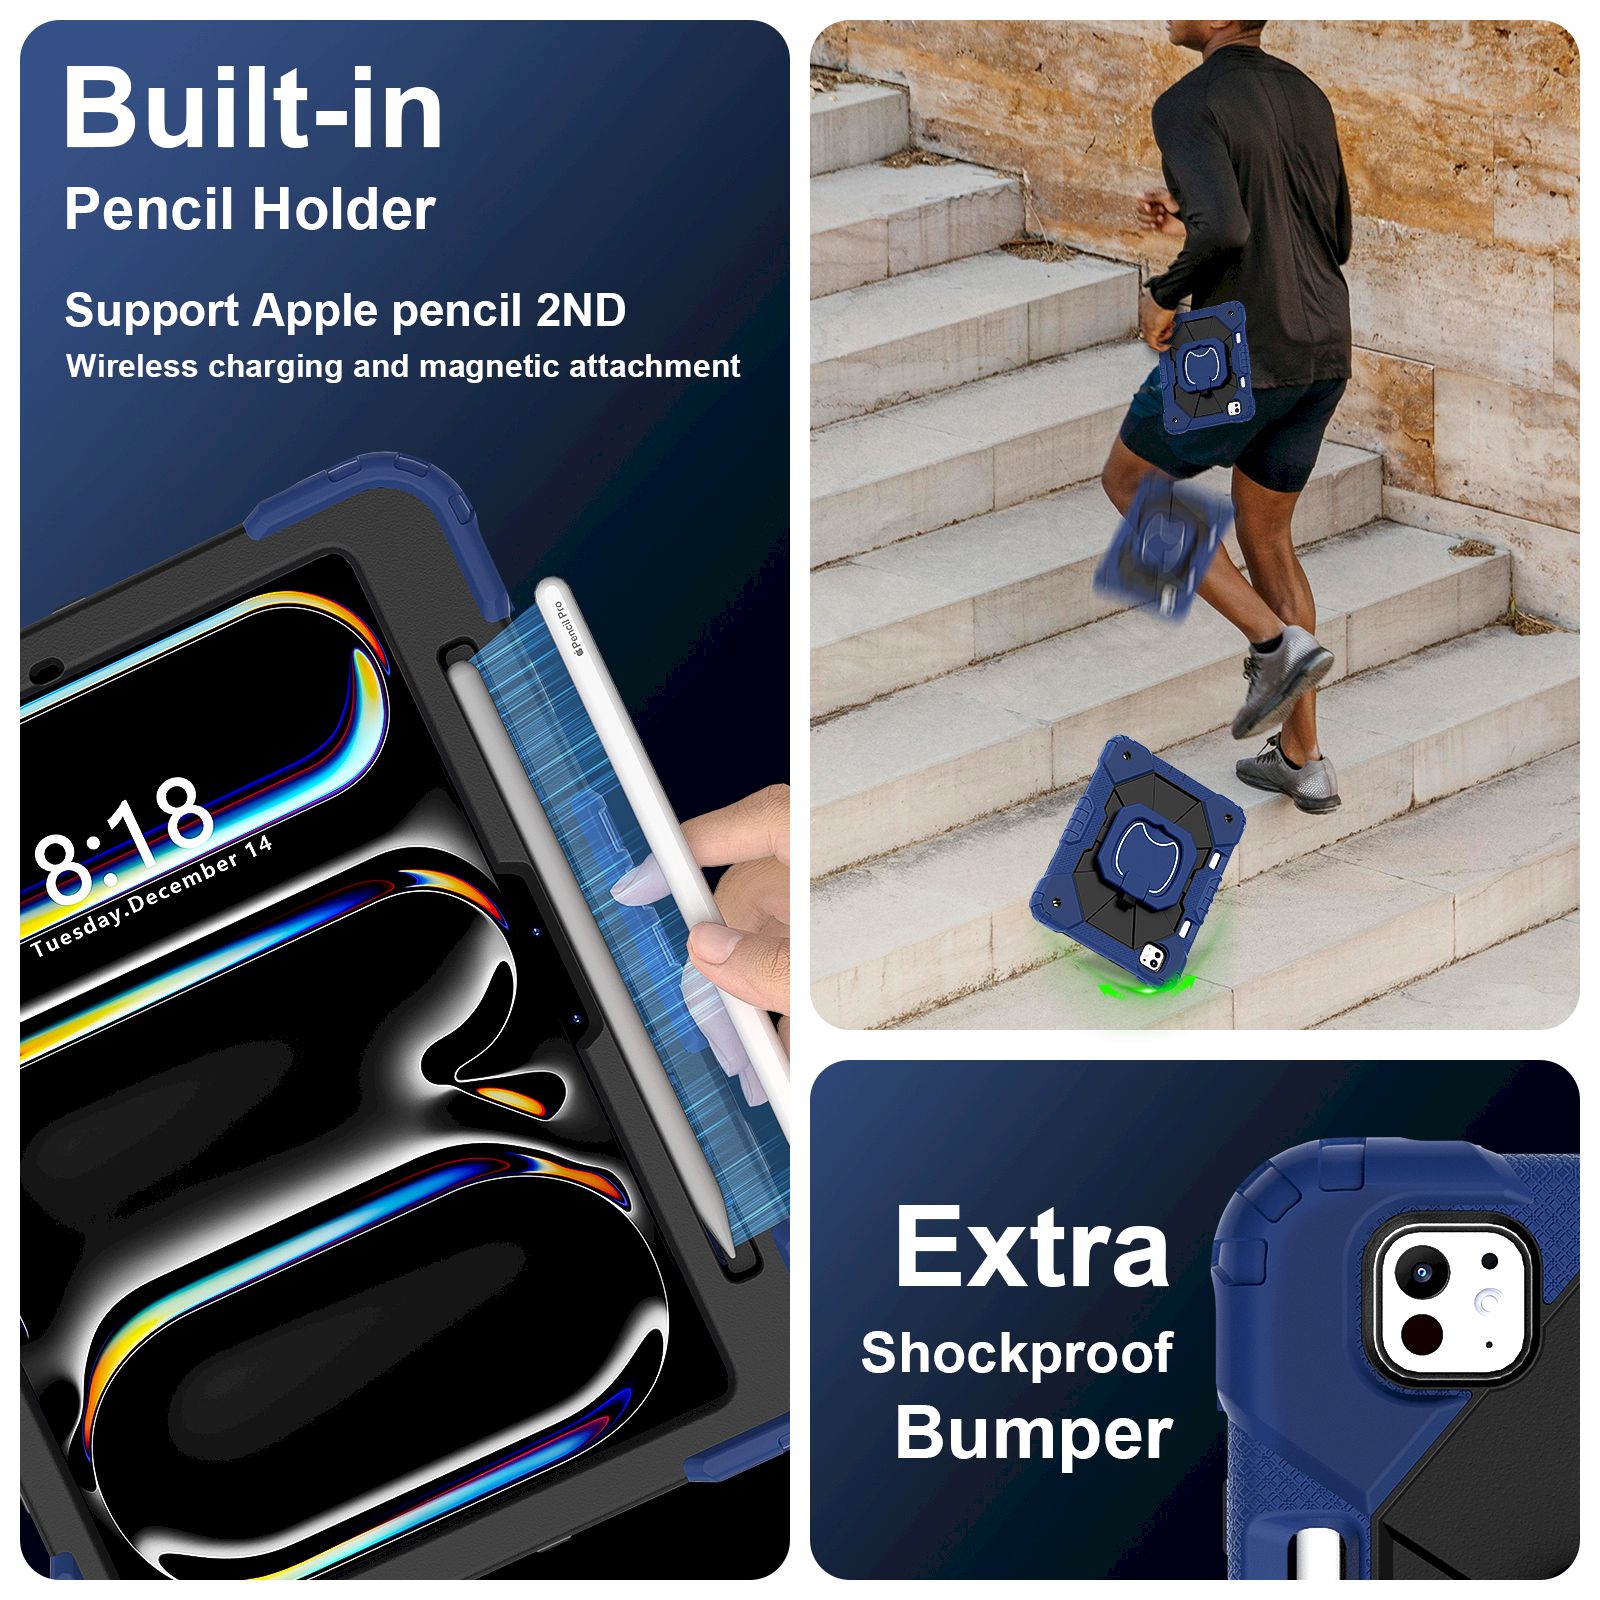 Built-in
Pencil Holder
Support Apple pencil 2ND
Wireless charging and magnetic attachment
Pencil Pro
8:18
Tuesday.December 14
Extra
Shockproof
Bumper